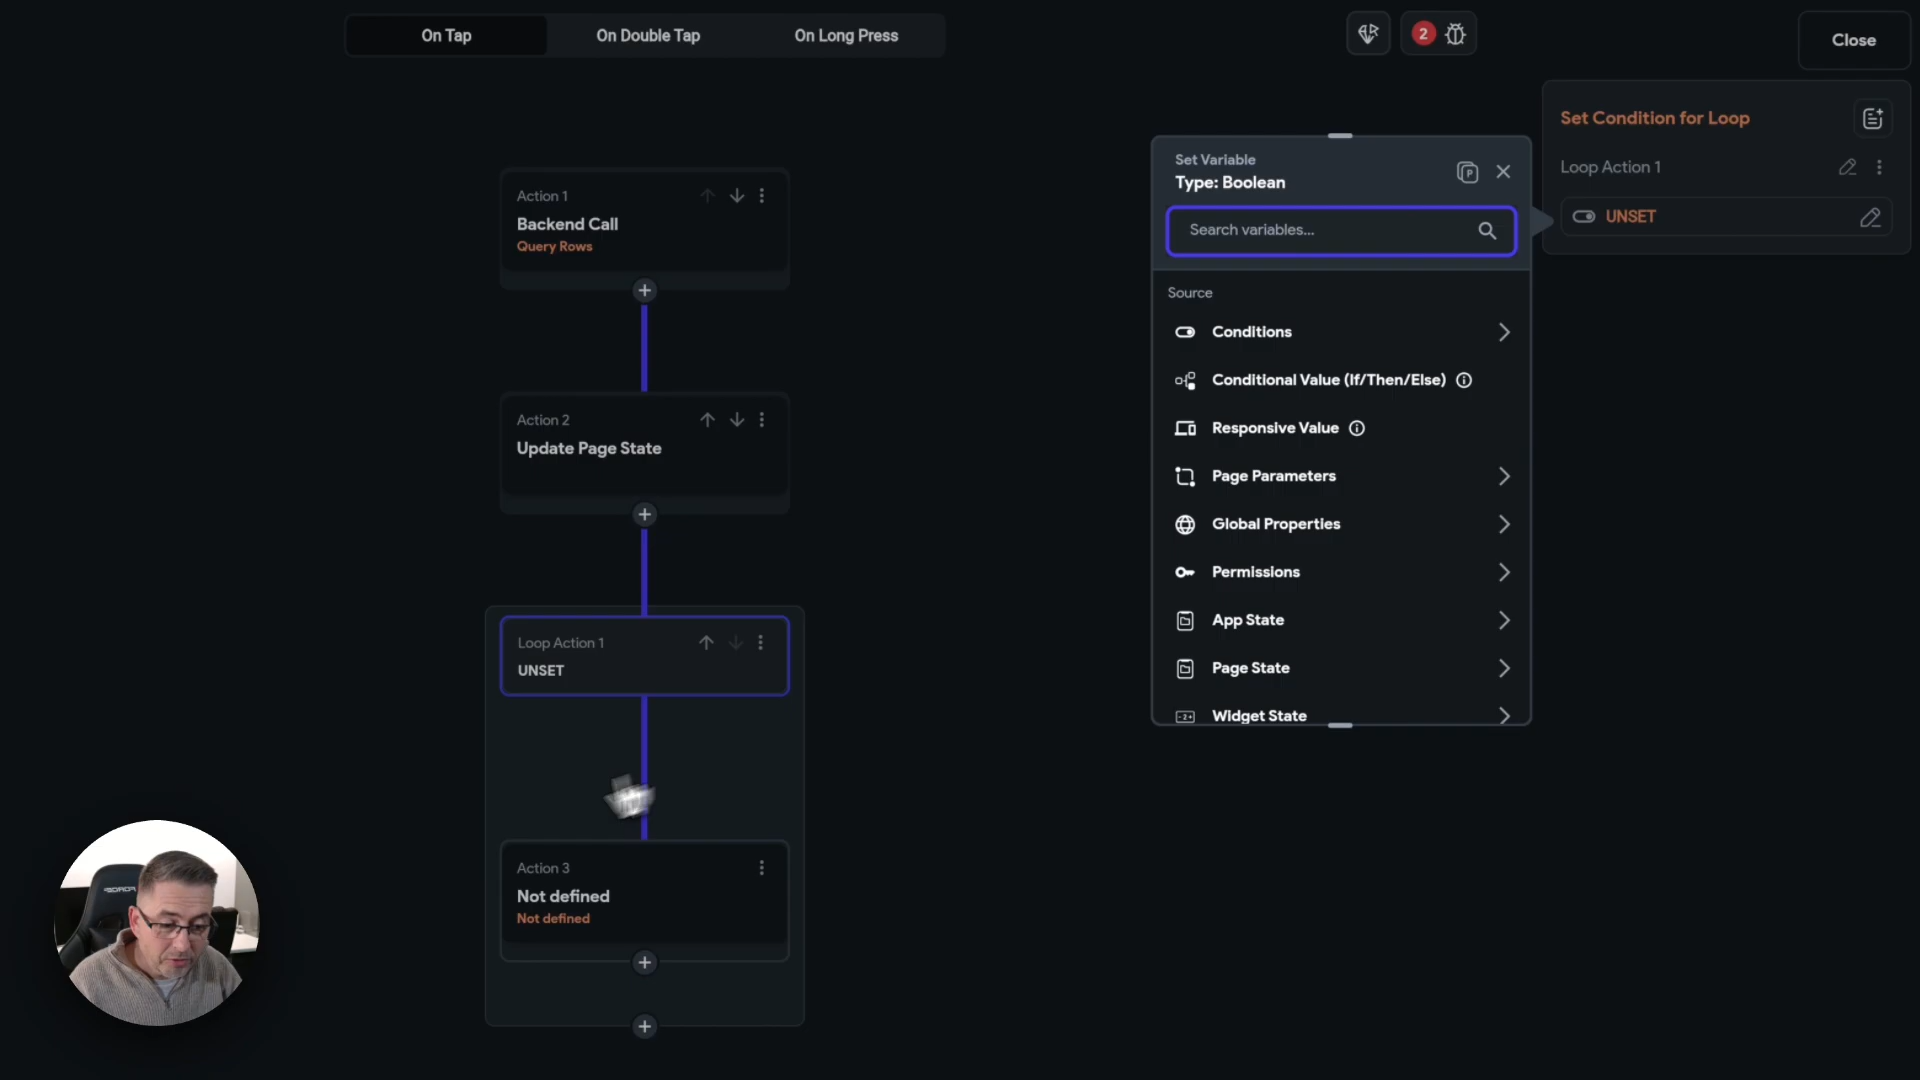 On Tap
On Double Tap
On Long Press
2
Close
Set Condition for Loop
Loop Action 1
UNSET
Set Variable
Type: Boolean
Search variables...
Source
Conditions
Conditional Value (If/Then/Else)
Responsive Value
Page Parameters
Global Properties
Permissions
App State
Page State
Widget State
Action 1
Backend Call
Query Rows
Action 2
Update Page State
Loop Action 1
UNSET
Action 3
Not defined
Not defined